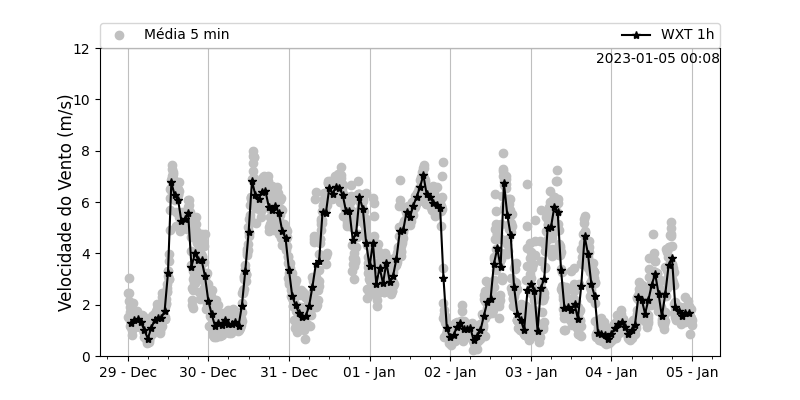 Média 5 min
WXT 1h
2023-01-05 00:08
Velocidade do Vento (m/s)
12
10
8
6
4
2
0
29 - Dec
30 - Dec
31 - Dec
01 - Jan
02 - Jan
03 - Jan
04 - Jan
05 - Jan